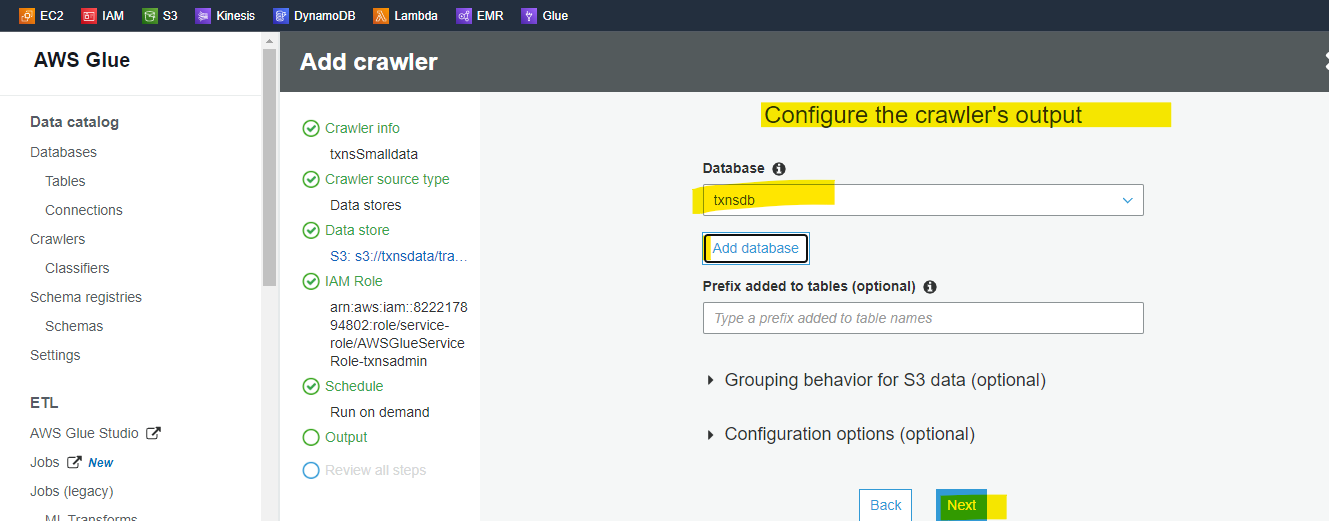 EC2 IAM S3 Kinesis DynamoDB Lambda EMR Glue
AWS Glue
Data catalog
Databases
Tables
Connections
Crawlers
Classifiers
Schema registries
Schemas
Settings
ETL
AWS Glue Studio
Jobs New
Jobs (legacy)
ML Transforms
Add crawler
Crawler info
txnsSmalldata
Crawler source type
Data stores
Data store
S3: s3://txnsdata/tra…
IAM Role
arn:aws:iam::8222178
94802:role/service-
role/AWSGlueService
Role-txnsadmin
Schedule
Run on demand
Output
Review all steps
Configure the crawler's output
Database
txnsdb
Add database
Prefix added to tables (optional)
Type a prefix added to table names
Grouping behavior for S3 data (optional)
Configuration options (optional)
Back Next